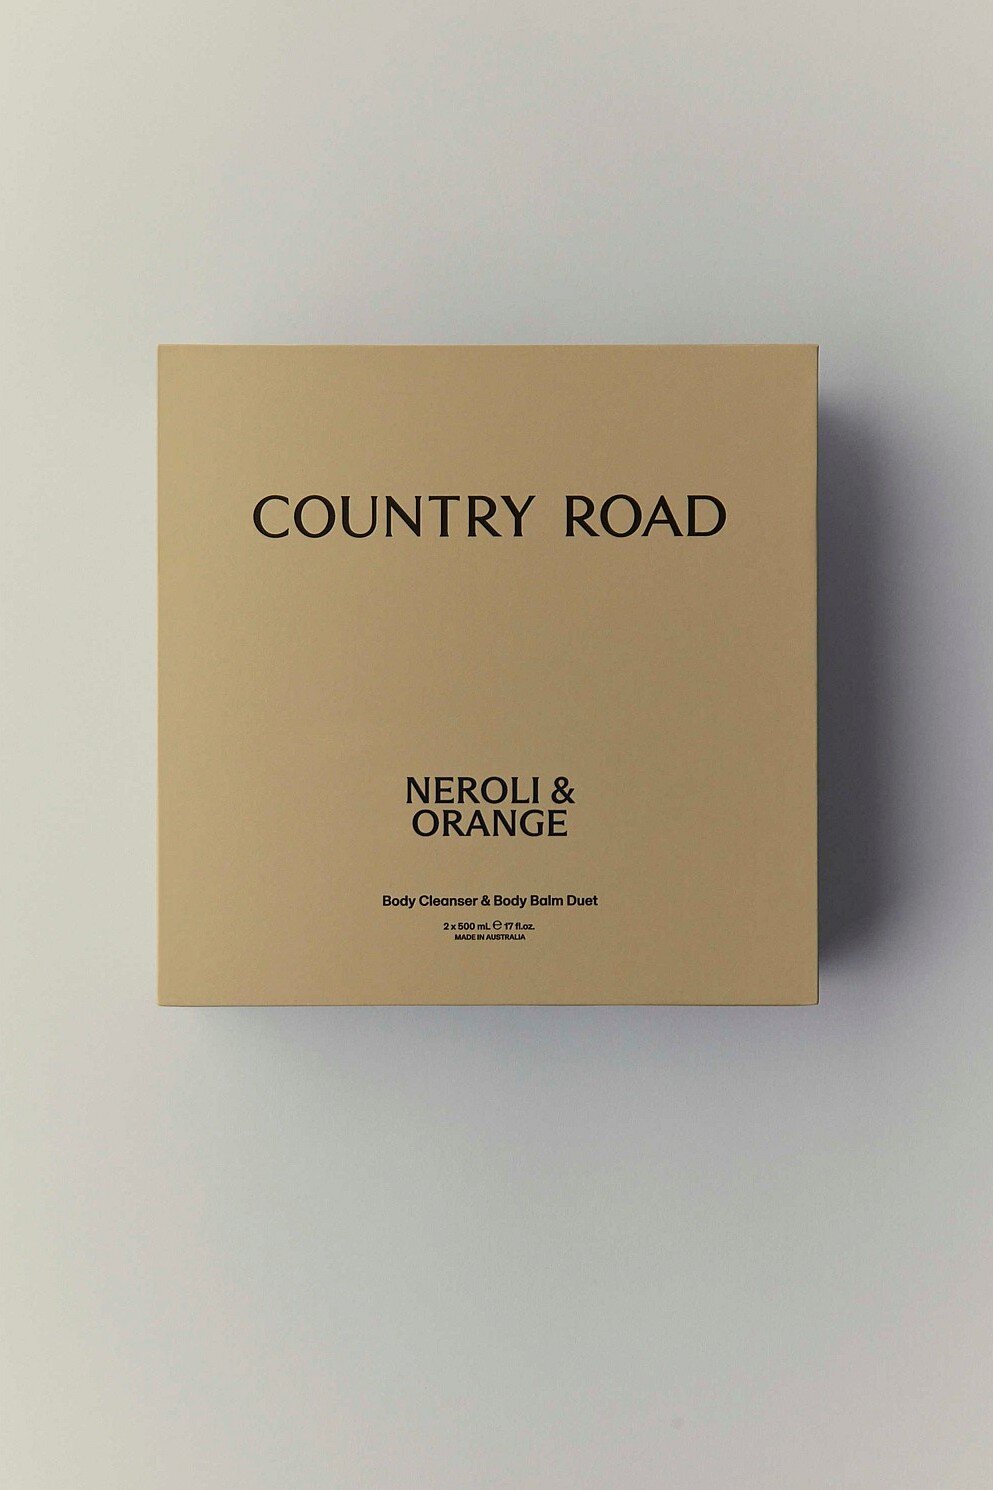 COUNTRY ROAD
NEROLI &
ORANGE
Body Cleanser & Body Balm Duet
2 x 500 mL ℮ 17 fl.oz.
MADE IN AUSTRALIA